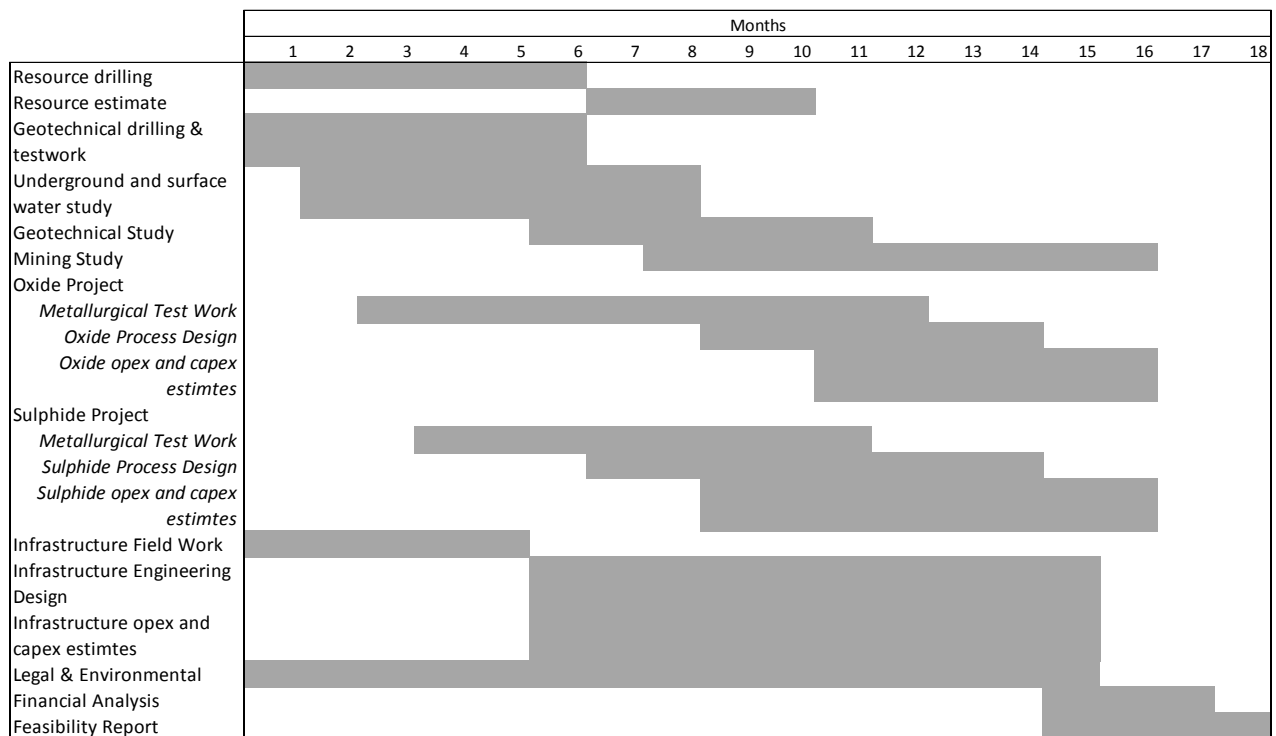 Months
1 2 3 4 5 6 7 8 9 10 11 12 13 14 15 16 17 18
Resource drilling
Resource estimate
Geotechnical drilling &
testwork
Underground and surface
water study
Geotechnical Study
Mining Study
Oxide Project
Metallurgical Test Work
Oxide Process Design
Oxide opex and capex
estimtes
Sulphide Project
Metallurgical Test Work
Sulphide Process Design
Sulphide opex and capex
estimtes
Infrastructure Field Work
Infrastructure Engineering
Design
Infrastructure opex and
capex estimtes
Legal & Environmental
Financial Analysis
Feasibility Report